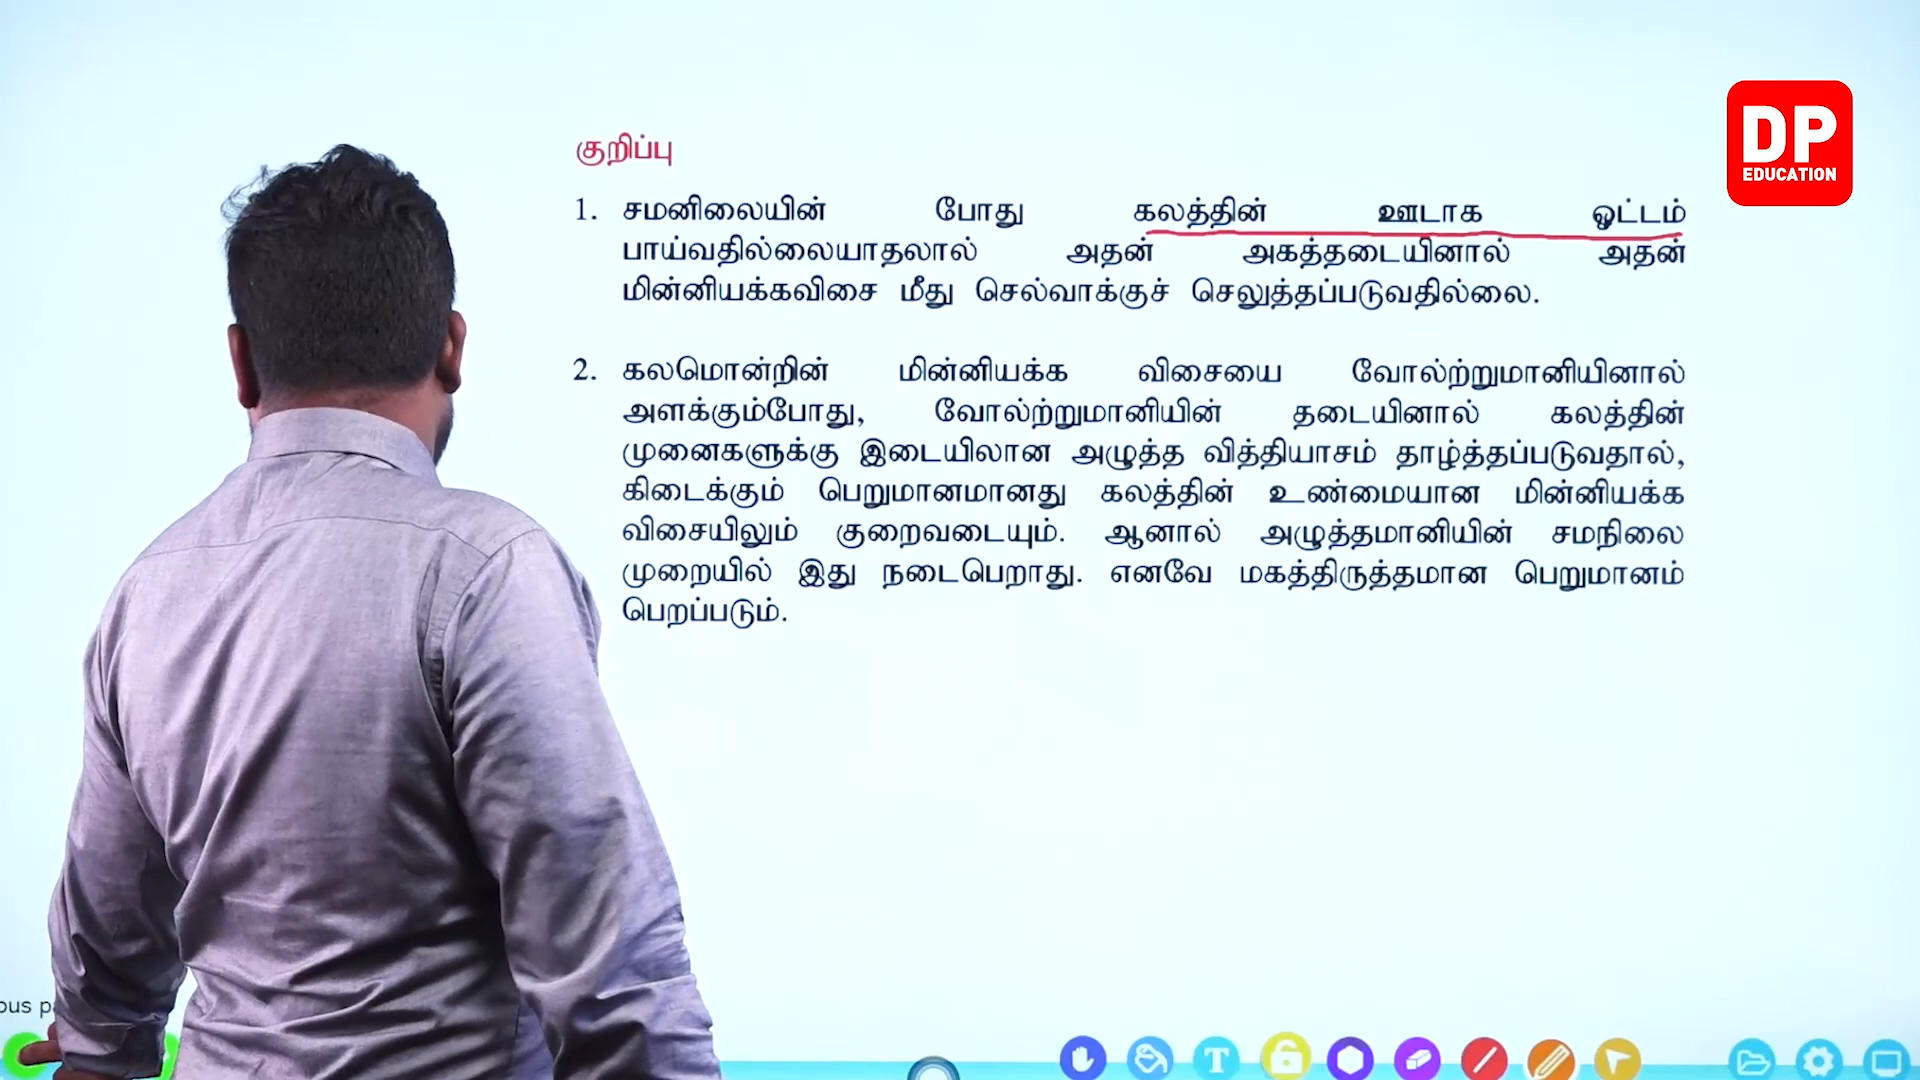 DP
EDUCATION
குறிப்பு
1. சமனிலையின் போது கலத்தின் ஊடாக ஓட்டம்
பாய்வதில்லையாதலால் அதன் அகத்தடையினால் அதன்
மின்னியக்கவிசை மீது செல்வாக்குச் செலுத்தப்படுவதில்லை.
2. கலமொன்றின் மின்னியக்க விசையை வோல்ற்றுமானியினால்
அளக்கும்போது, வோல்ற்றுமானியின் தடையினால் கலத்தின்
முனைகளுக்கு இடையிலான அழுத்த வித்தியாசம் தாழ்த்தப்படுவதால்,
கிடைக்கும் பெறுமானமானது கலத்தின் உண்மையான மின்னியக்க
விசையிலும் குறைவடையும். ஆனால் அழுத்தமானியின் சமநிலை
முறையில் இது நடைபெறாது. எனவே மகத்திருத்தமான பெறுமானம்
பெறப்படும்.